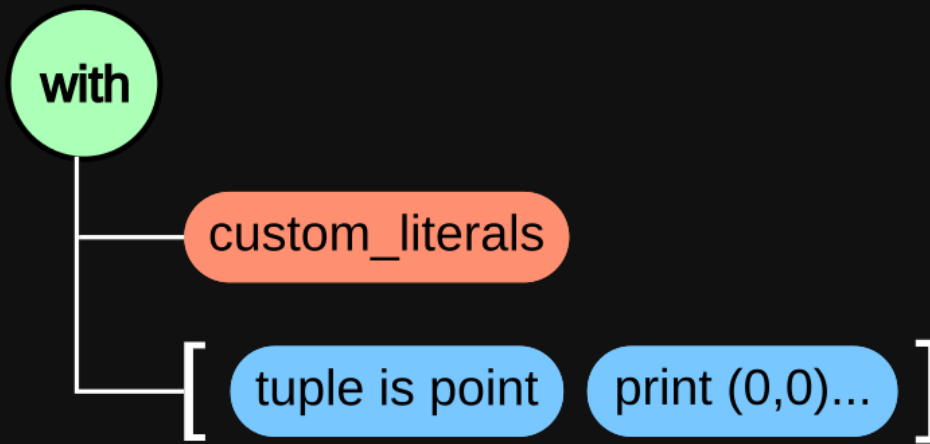 with
custom_literals
[ tuple is point print (0,0)... ]